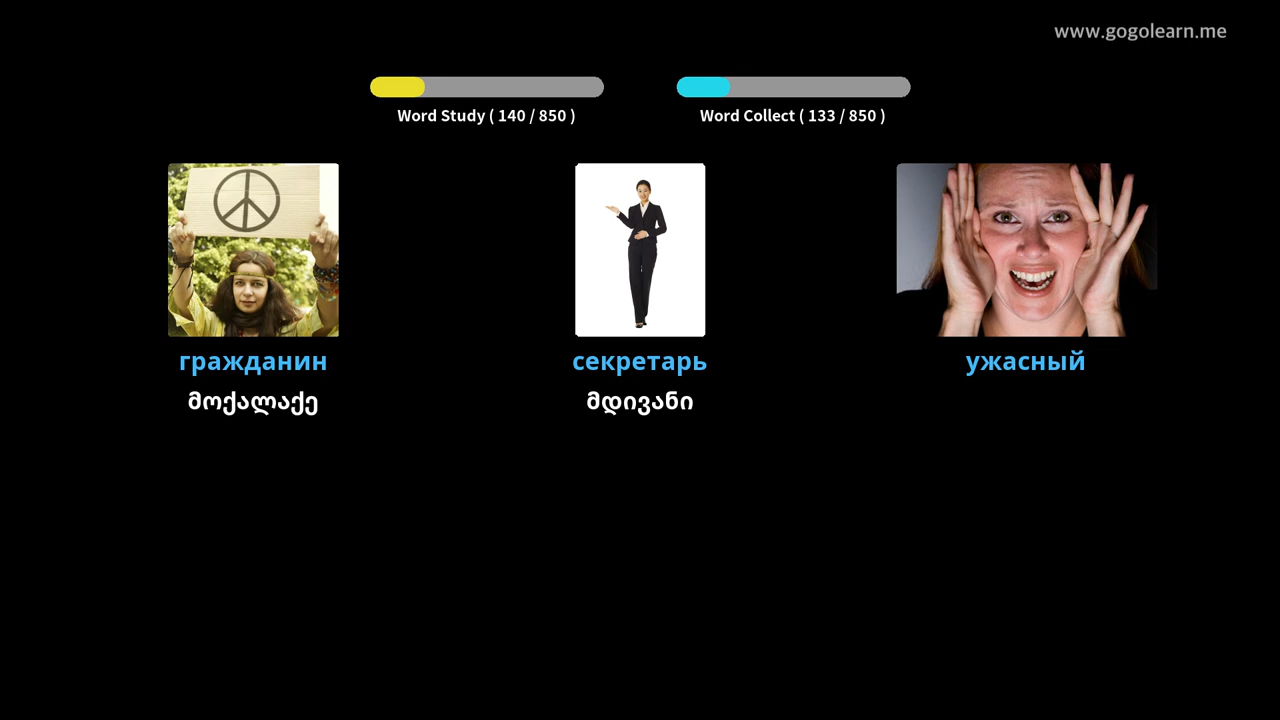 www.gogolearn.me
Word Study ( 140 / 850 )
Word Collect ( 133 / 850 )
гражданин
секретарь
ужасный
მოქალაქე
მდივანი